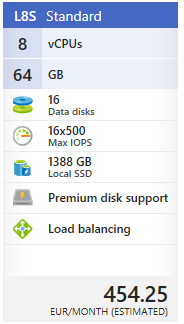 L8S Standard
8 vCPUs
64 GB
16
Data disks
16x500
Max IOPS
1388 GB
Local SSD
Premium disk support
Load balancing
454.25
EUR/MONTH (ESTIMATED)